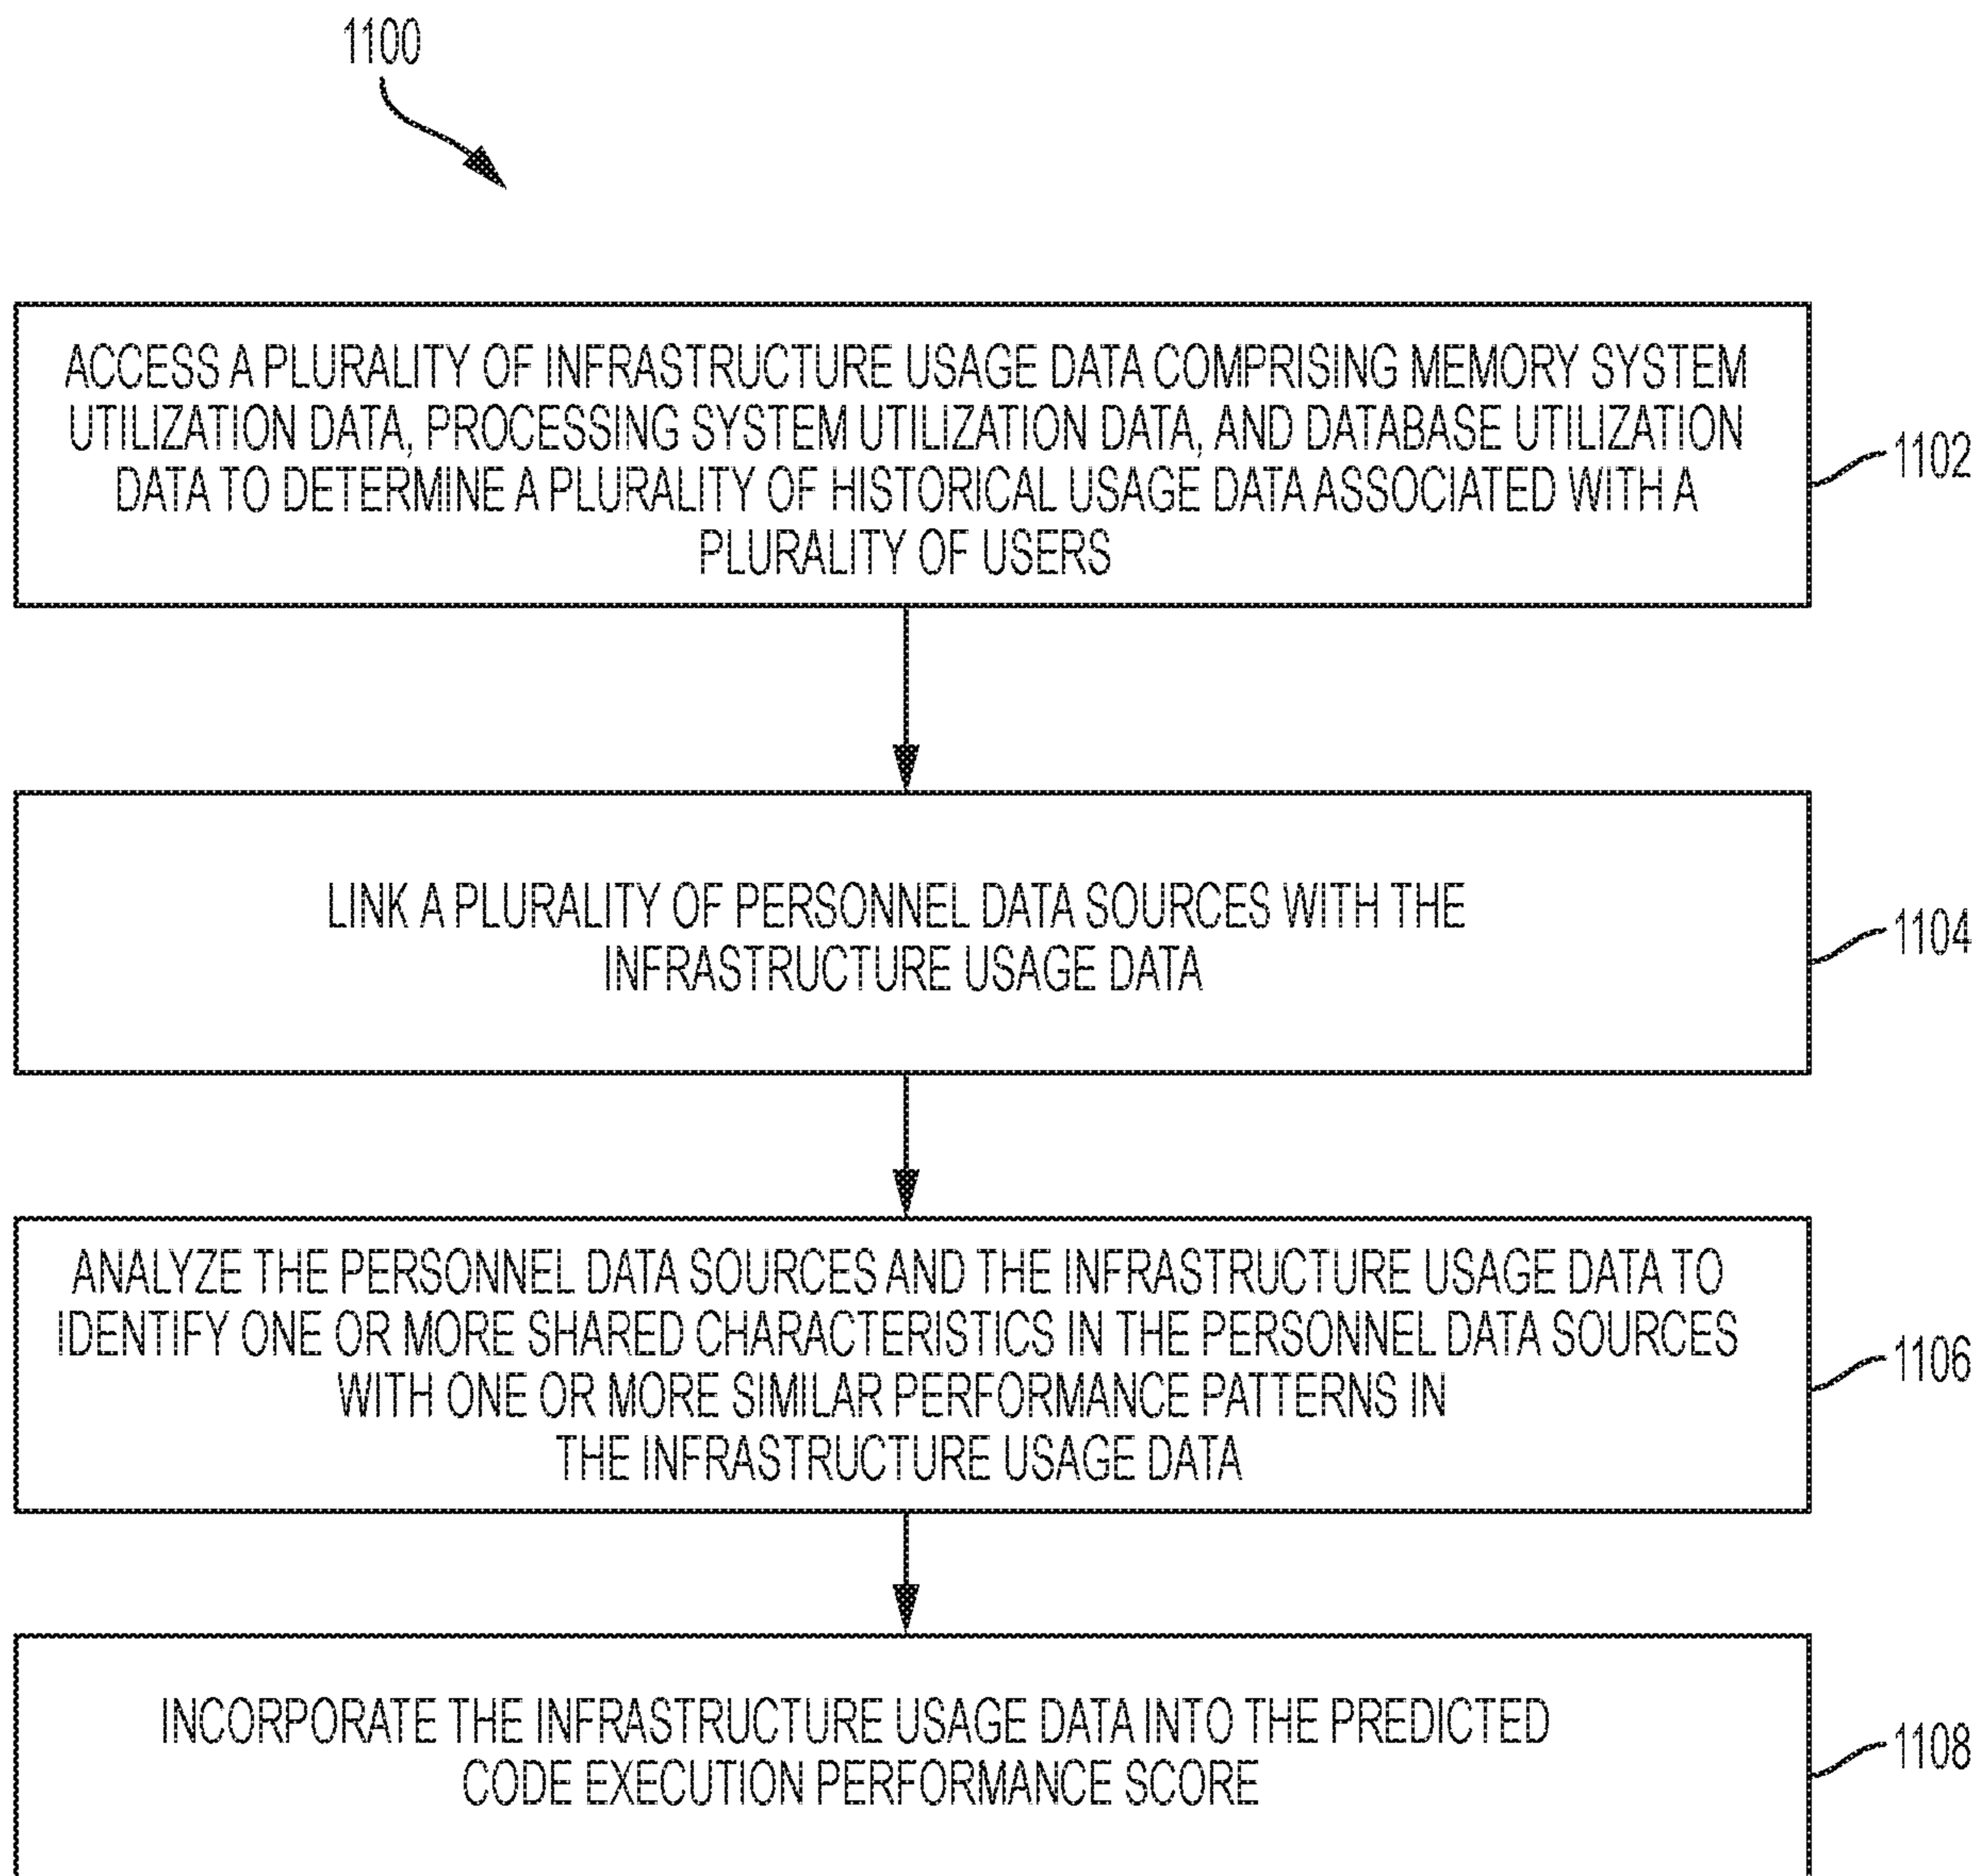 1100
ACCESS A PLURALITY OF INFRASTRUCTURE USAGE DATA COMPRISING MEMORY SYSTEM
UTILIZATION DATA, PROCESSING SYSTEM UTILIZATION DATA, AND DATABASE UTILIZATION
DATA TO DETERMINE A PLURALITY OF HISTORICAL USAGE DATA ASSOCIATED WITH A
PLURALITY OF USERS
1102
LINK A PLURALITY OF PERSONNEL DATA SOURCES WITH THE
INFRASTRUCTURE USAGE DATA
1104
ANALYZE THE PERSONNEL DATA SOURCES AND THE INFRASTRUCTURE USAGE DATA TO
IDENTIFY ONE OR MORE SHARED CHARACTERISTICS IN THE PERSONNEL DATA SOURCES
WITH ONE OR MORE SIMILAR PERFORMANCE PATTERNS IN
THE INFRASTRUCTURE USAGE DATA
1106
INCORPORATE THE INFRASTRUCTURE USAGE DATA INTO THE PREDICTED
CODE EXECUTION PERFORMANCE SCORE
1108